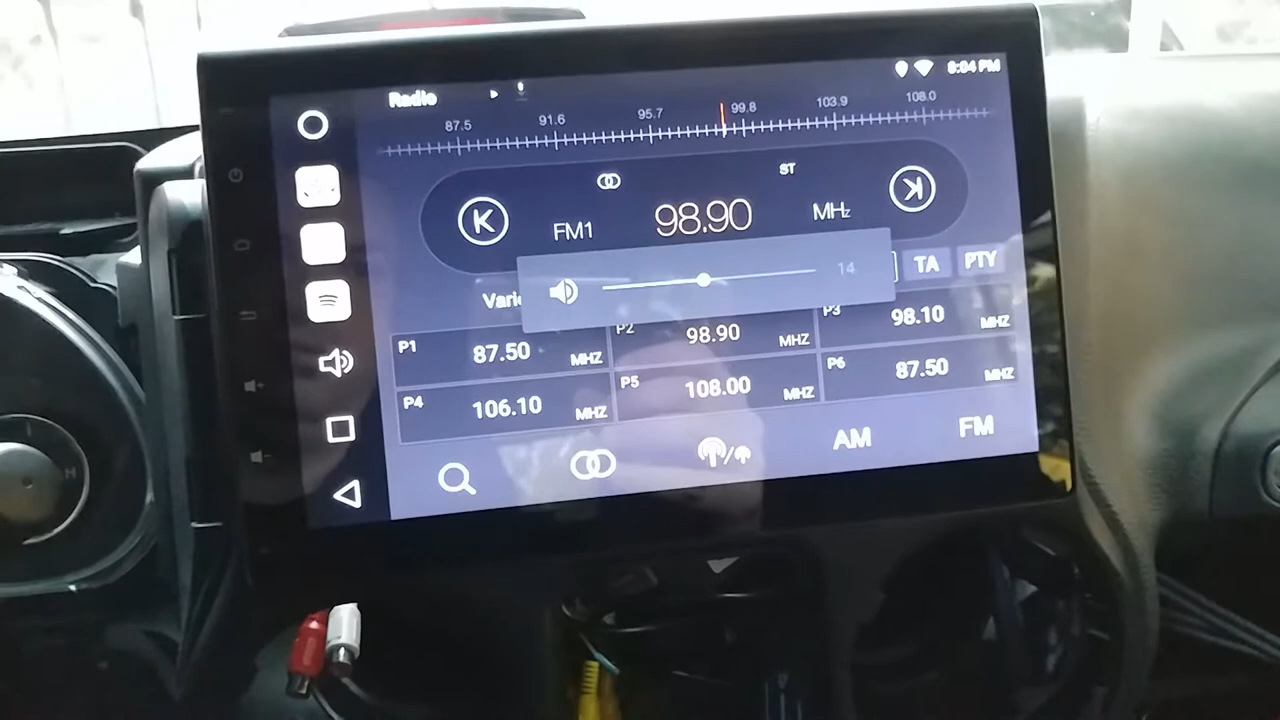 Radio
8:04 PM
87.5 91.6 95.7 99.8 103.9 108.0
ST
FM1 98.90 MHz
14
TA PTY
P1 87.50 MHZ
P2 98.90 MHZ
P3 98.10 MHZ
P4 106.10 MHZ
P5 108.00 MHZ
P6 87.50 MHZ
AM FM
H